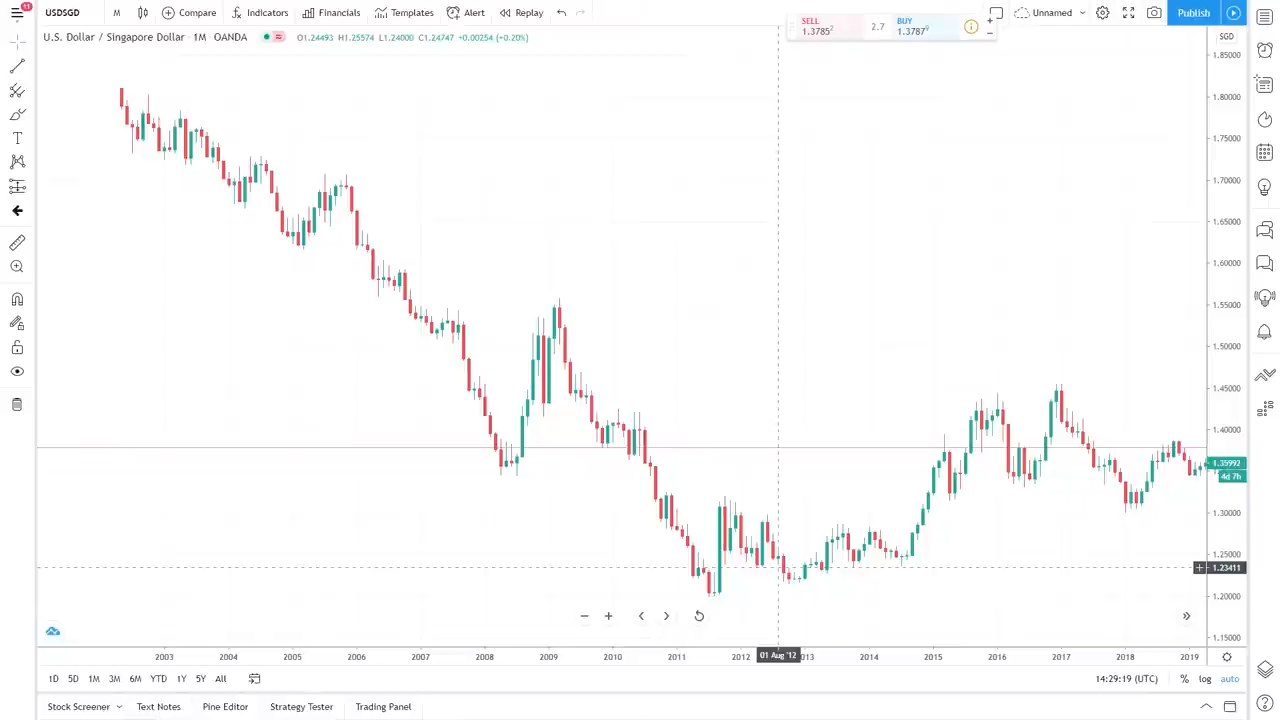 11
USDSGD M Compare Indicators Financials Templates Alert Replay Unnamed Publish
U.S. Dollar / Singapore Dollar · 1M · OANDA O1.24493 H1.25574 L1.24000 C1.24747 +0.00254 (+0.20%)
SELL 1.3785² 2.7 BUY 1.3787⁹
SGD
1.85000
1.80000
1.75000
1.70000
1.65000
1.60000
1.55000
1.50000
1.45000
1.40000
1.35992
4d 7h
1.30000
1.25000
1.23411
1.20000
1.15000
2003 2004 2005 2006 2007 2008 2009 2010 2011 2012 01 Aug '12 2013 2014 2015 2016 2017 2018 2019
1D 5D 1M 3M 6M YTD 1Y 5Y All 14:29:19 (UTC) % log auto
Stock Screener Text Notes Pine Editor Strategy Tester Trading Panel